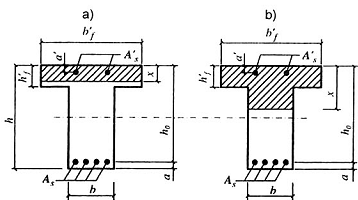 a) б)
b'f b'f
a' A's a' A's
h'f x h'f x
h h0 h0
As b a As b a